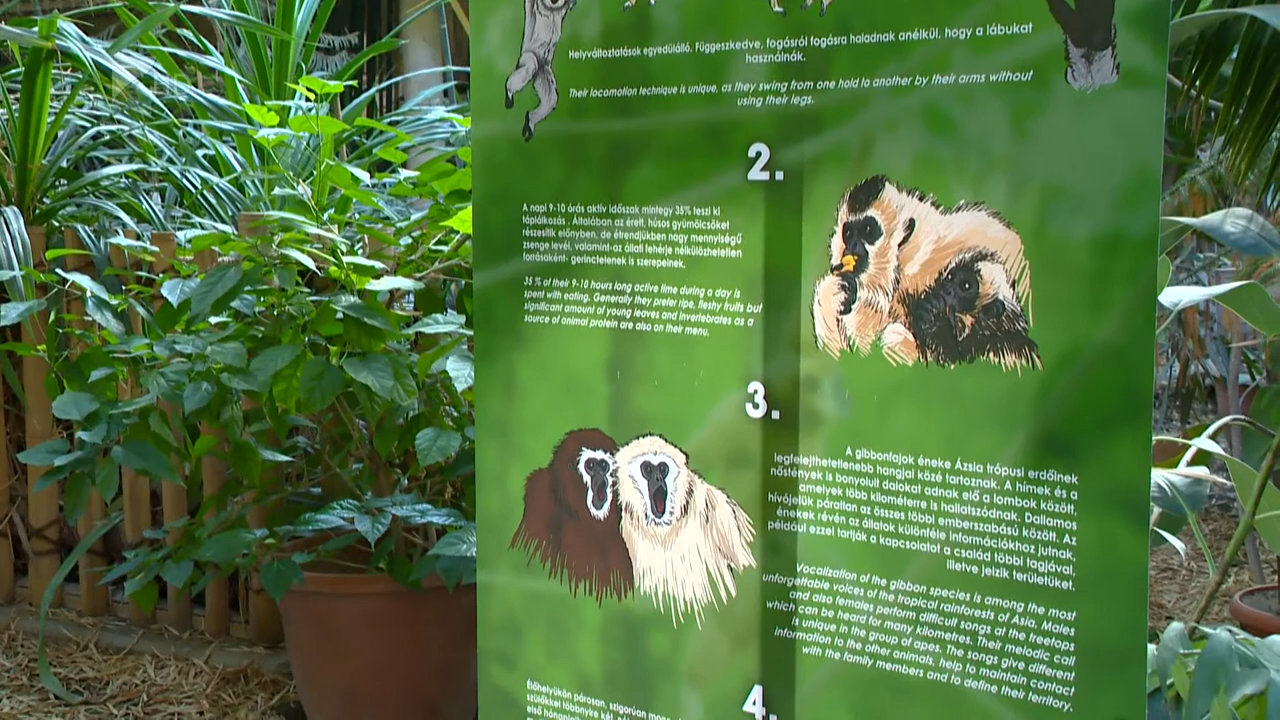 Helyváltoztatások egyedülálló. Függeszkedve, fogásról fogásra haladnak anélkül, hogy a lábukat
használnák.
Their locomotion technique is unique, as they swing from one hold to another by their arms without
using their legs.
2.
A napi 9-10 órás aktív időszak mintegy 35% teszi ki
táplálkozás . Általában az érett, húsos gyümölcsöket
részesítik előnyben, de étrendjükben nagy mennyiségű
zsenge levél, valamint-az állati fehérje nélkülözhetetlen
forrásaként- gerinctelenek is szerepelnek.
35 % of their 9-10 hours long active time during a day is
spent with eating. Generally they prefer ripe, fleshy fruits but
significant amount of young leaves and invertebrates as a
source of animal protein are also on their menu.
3.
A gibbonfajok éneke Ázsia trópusi erdőinek
legfelejthetetlenebb hangjai közé tartoznak. A hímek és a
nőstények is bonyolult dalokat adnak elő a lombok között,
amelyek több kilométerre is hallatszódnak. Dallamos
hívójelük páratlan az összes többi emberszabású között. Az
énekek révén az állatok különféle információkhoz jutnak,
például ezzel tartják a kapcsolatot a család többi tagjával,
illetve jelzik területüket.
Vocalization of the gibbon species is among the most
unforgettable voices of the tropical rainforests of Asia. Males
and also females perform difficult songs at the treetops
which can be heard for many kilometres. Their melodic call
is unique in the group of apes. The songs give different
information to the other animals, help to maintain contact
with the family members and to define their territory.
4.
Élőhelyükön párosan, szigorúan
szülőkkel többnyire két,
első